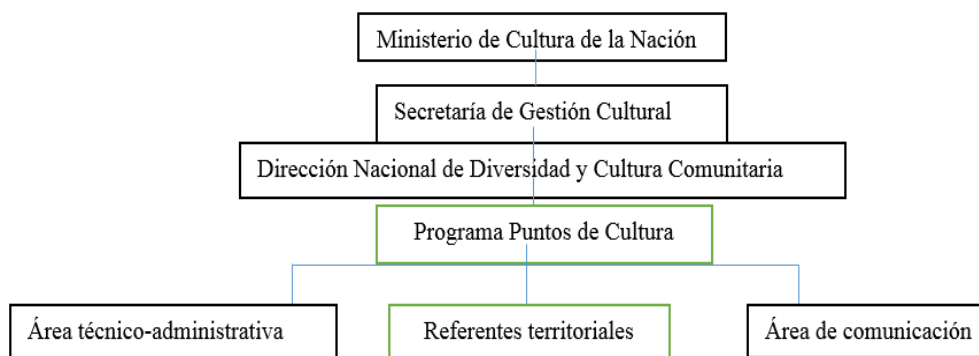 Ministerio de Cultura de la Nación
Secretaría de Gestión Cultural
Dirección Nacional de Diversidad y Cultura Comunitaria
Programa Puntos de Cultura
Área técnico-administrativa
Referentes territoriales
Área de comunicación